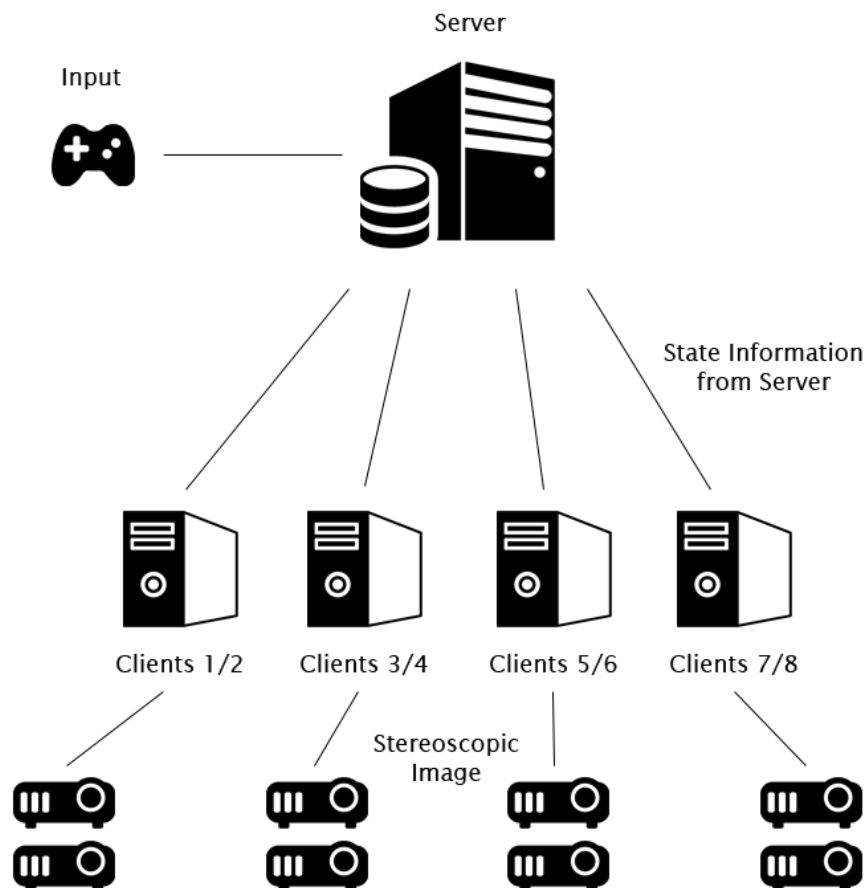 Server
Input
State Information
from Server
Clients 1/2
Clients 3/4
Clients 5/6
Clients 7/8
Stereoscopic
Image